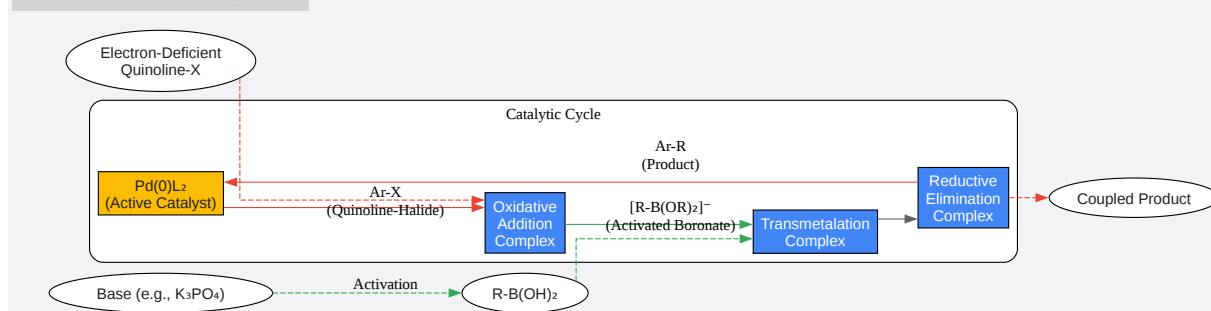 Electron-Deficient
Quinoline-X
Catalytic Cycle
Ar-R
(Product)
Pd(0)L₂
(Active Catalyst)
Ar-X
(Quinoline-Halide)
Oxidative
Addition
Complex
[R-B(OR)₂]⁻
(Activated Boronate)
Transmetalation
Complex
Reductive
Elimination
Complex
Coupled Product
Base (e.g., K₃PO₄)
Activation
R-B(OH)₂